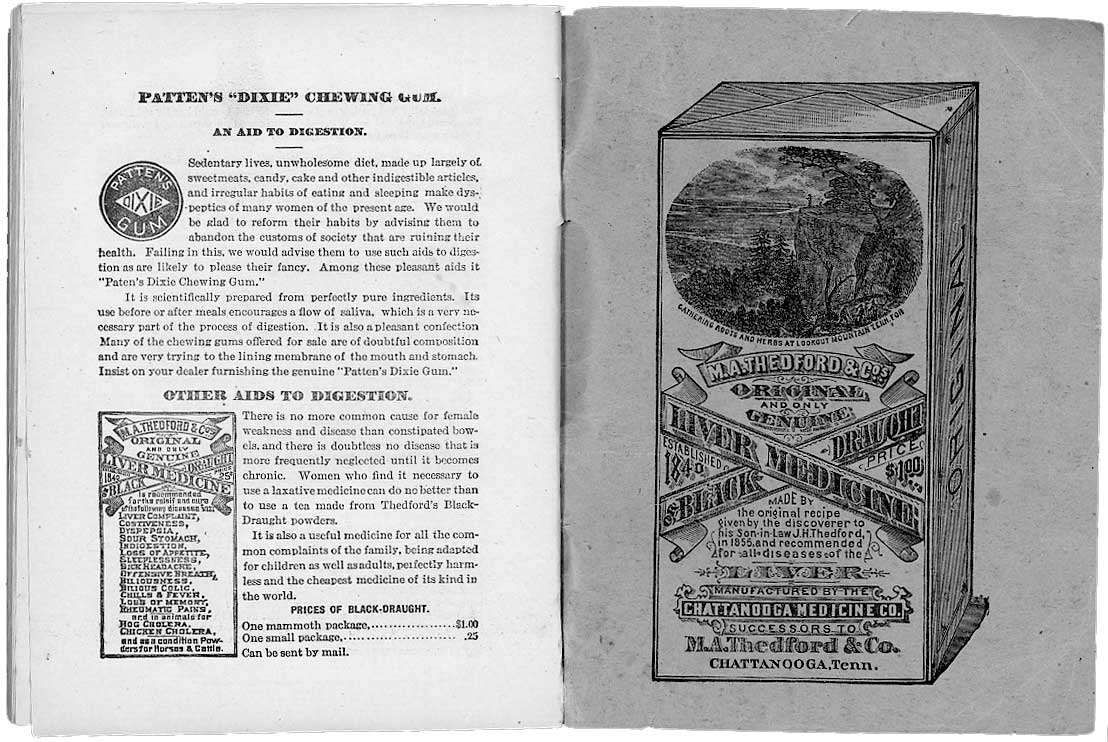 PATTEN'S "DIXIE" CHEWING GUM.
AN AID TO DIGESTION.
PATTEN'S
DIXIE
GUM
Sedentary lives, unwholesome diet, made up largely of
sweetmeats, candy, cake and other indigestible articles,
and irregular habits of eating and sleeping make dys-
peptics of many women of the present age. We would
be glad to reform their habits by advising them to
abandon the customs of society that are ruining their
health. Failing in this, we would advise them to use such aids to diges-
tion as are likely to please their fancy. Among these pleasant aids it
"Paten's Dixie Chewing Gum."
It is scientifically prepared from perfectly pure ingredients. Its
use before or after meals encourages a flow of saliva, which is a very ne-
cessary part of the process of digestion. It is also a pleasant confection
Many of the chewing gums offered for sale are of doubtful composition
and are very trying to the lining membrane of the mouth and stomach.
Insist on your dealer furnishing the genuine "Patten's Dixie Gum."
OTHER AIDS TO DIGESTION.
M.A. THEDFORD & CO'S
ORIGINAL
AND ONLY
GENUINE
LIVER MEDICINE
1840
PRICE 25¢
OR BLACK DRAUGHT
is recommended
for the relief and cure
of the following diseases viz:
LIVER COMPLAINT,
COSTIVENESS,
DYSPEPSIA,
SOUR STOMACH,
INDIGESTION,
LOSS OF APPETITE,
SLEEPLESSNESS,
SICK HEADACHE,
OFFENSIVE BREATH,
BILIOUSNESS,
BILIOUS COLIC,
CHILLS & FEVER,
LOSS OF MEMORY,
RHEUMATIC PAINS,
and in animals for
HOG CHOLERA,
CHICKEN CHOLERA,
and as a condition Pow-
ders for Horses & Cattle.
There is no more common cause for female
weakness and disease than constipated bow-
els, and there is doubtless no disease that is
more frequently neglected until it becomes
chronic. Women who find it necessary to
use a laxative medicine can do no better than
to use a tea made from Thedford's Black-
Draught powders.
It is also a useful medicine for all the com-
mon complaints of the family, being adapted
for children as well as adults, perfectly harm-
less and the cheapest medicine of its kind in
the world.
PRICES OF BLACK-DRAUGHT.
One mammoth package,..................$1.00
One small package,........................ .25
Can be sent by mail.
GATHERING ROOTS AND HERBS AT LOOKOUT MOUNTAIN TENN, FOR
M.A. THEDFORD & CO'S
ORIGINAL
AND ONLY
GENUINE
LIVER MEDICINE
ESTABLISHED
1840
OR BLACK DRAUGHT
PRICE
$1.00
MADE BY
the original recipe
given by the discoverer to
his Son-in-Law J.H. Thedford,
in 1855, and recommended
for all diseases of the
LIVER
MANUFACTURED BY THE
CHATTANOOGA MEDICINE CO.
SUCCESSORS TO
M.A. Thedford & Co.
CHATTANOOGA, Tenn.
ORIGINAL